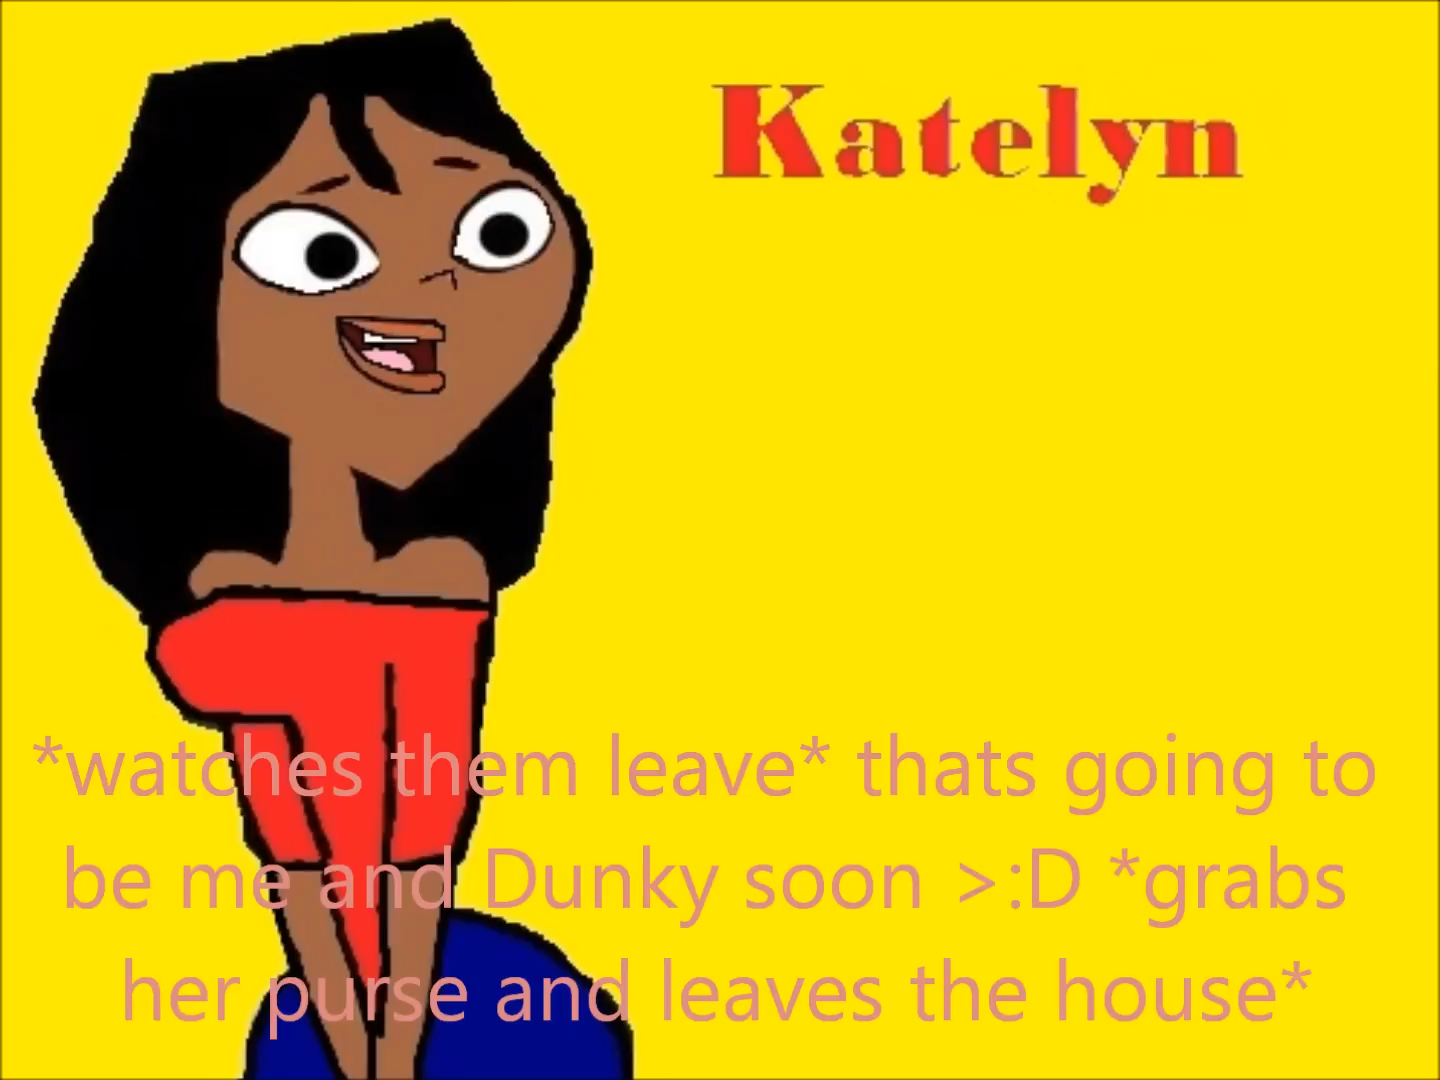 Katelyn
*watches them leave* thats going to
be me and Dunky soon >:D *grabs
her purse and leaves the house*